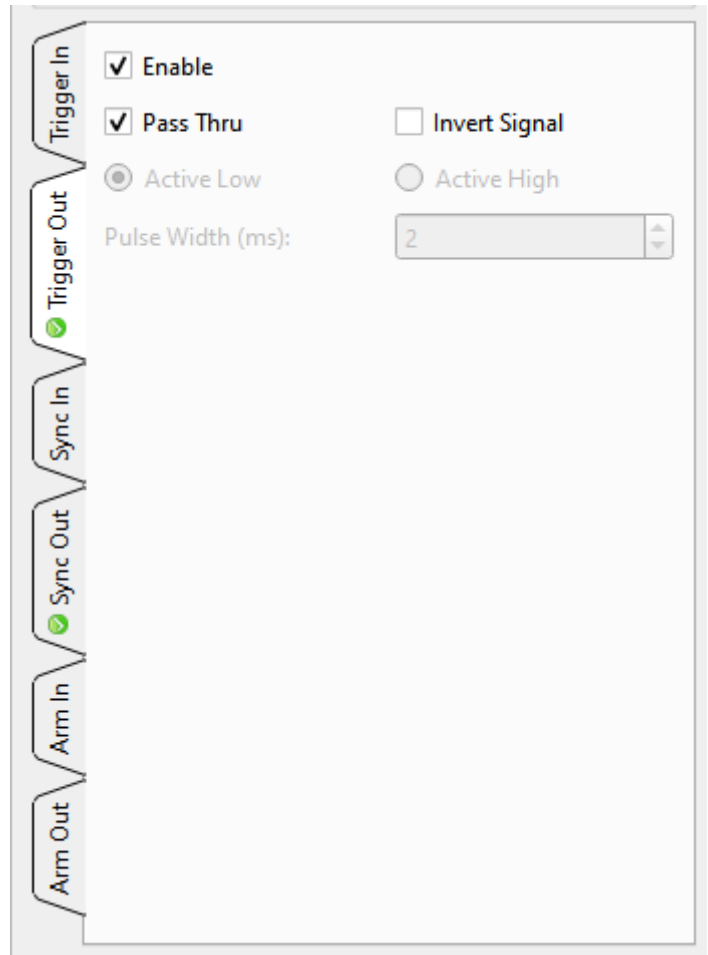 Trigger In
Trigger Out
Sync In
Sync Out
Arm In
Arm Out
Enable
Pass Thru
Invert Signal
Active Low
Active High
Pulse Width (ms):
2